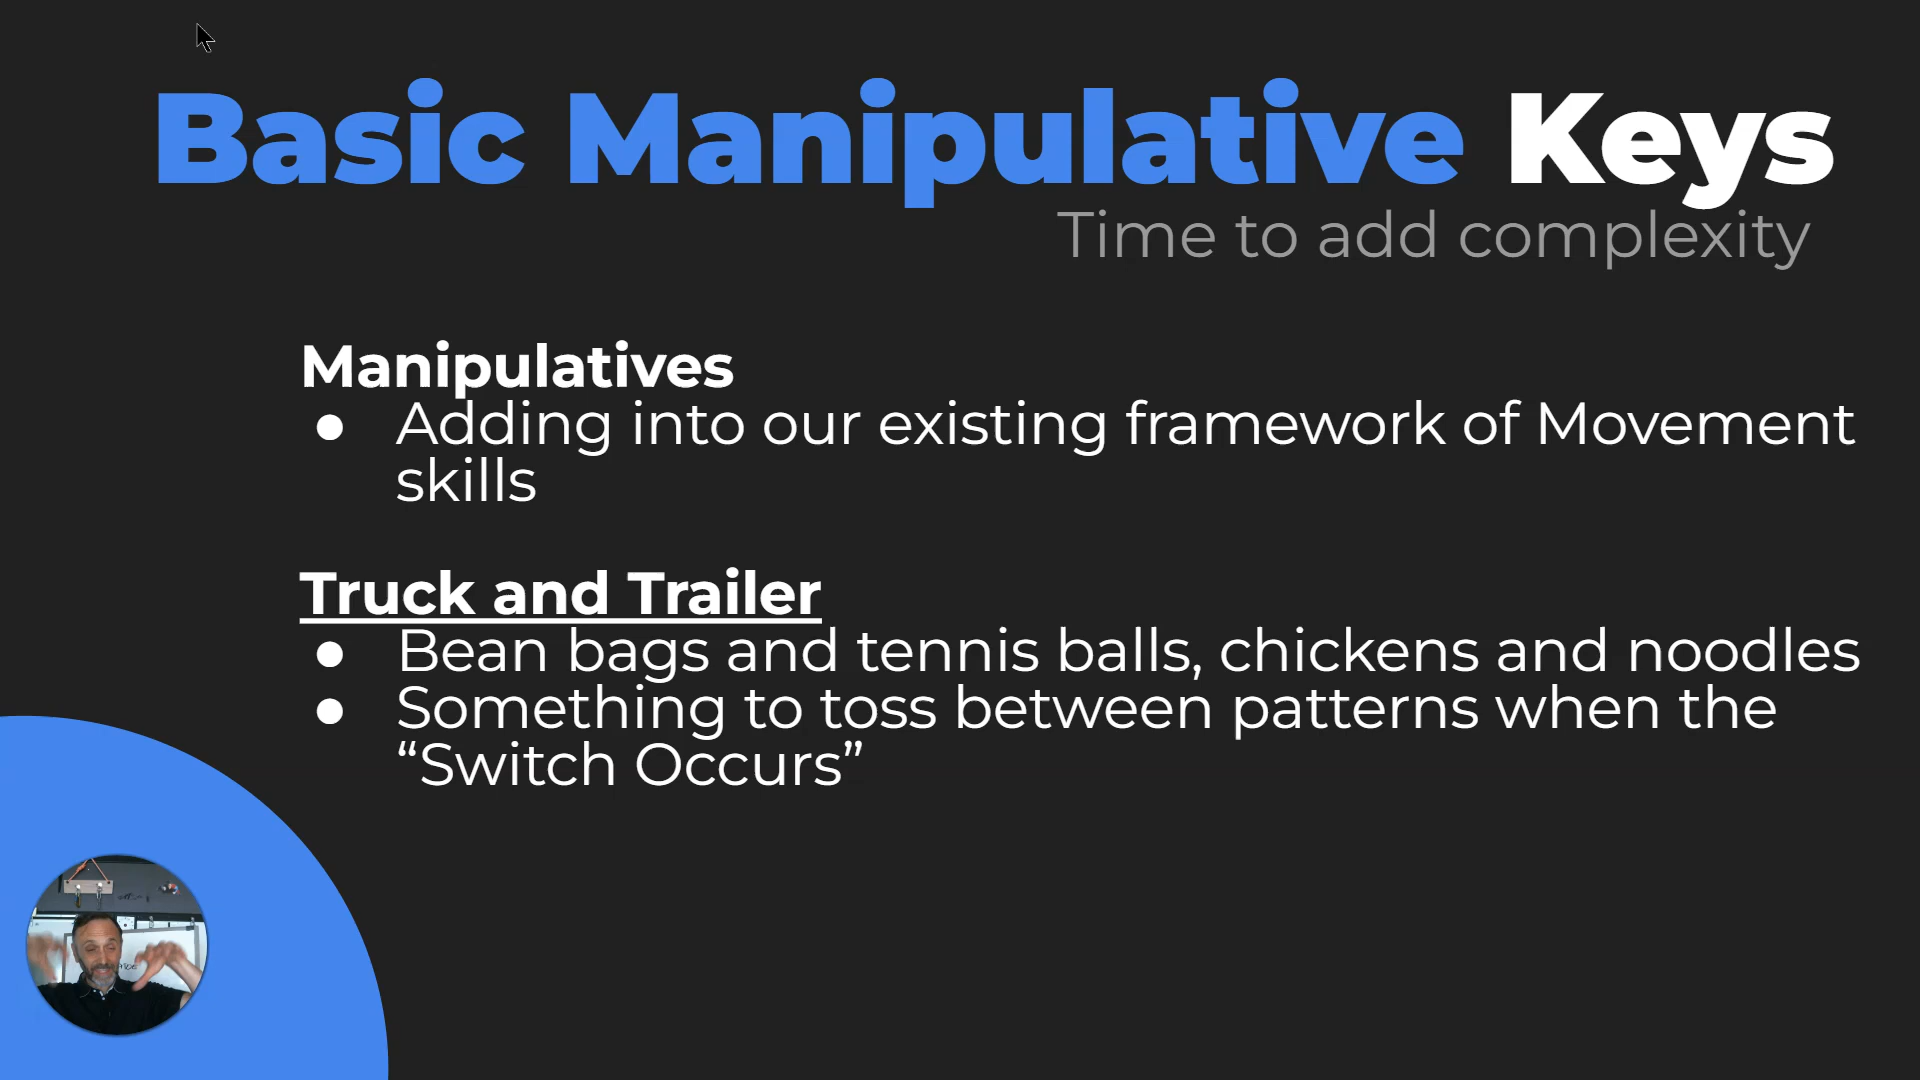 Basic Manipulative Keys
Time to add complexity
Manipulatives
● Adding into our existing framework of Movement
skills
Truck and Trailer
● Bean bags and tennis balls, chickens and noodles
● Something to toss between patterns when the
“Switch Occurs”